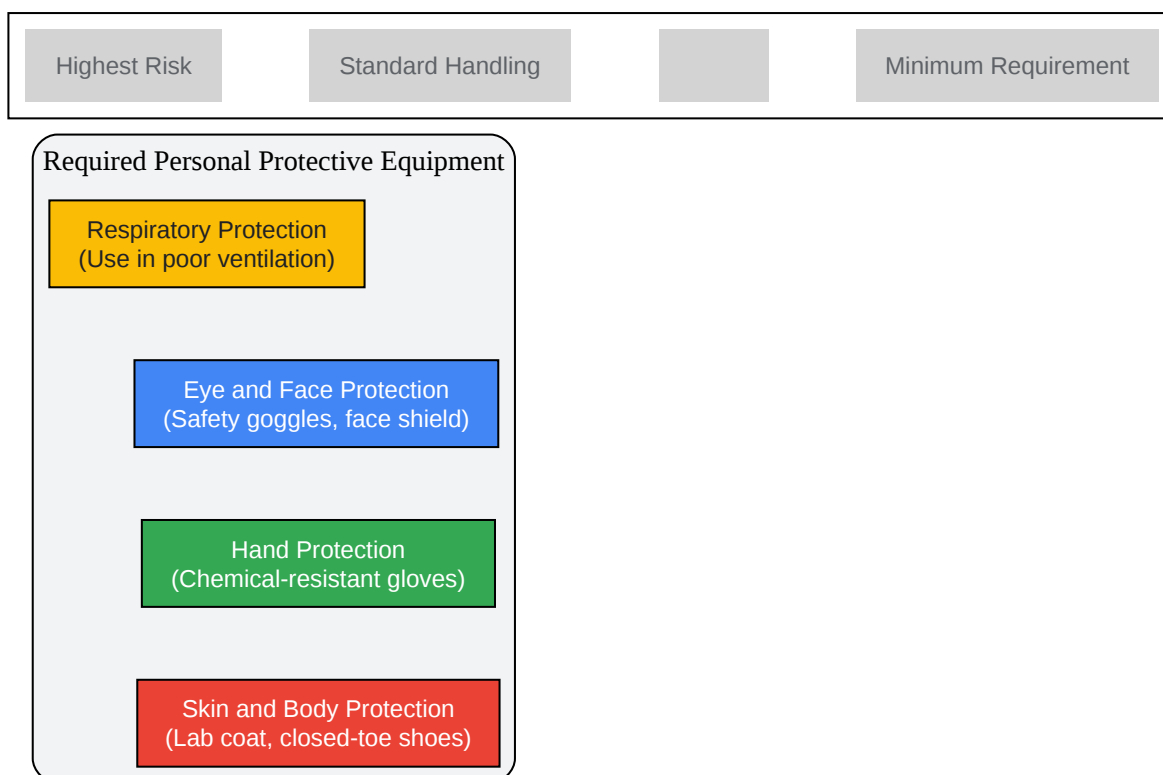 Highest Risk
Standard Handling
Minimum Requirement
Required Personal Protective Equipment
Respiratory Protection
(Use in poor ventilation)
Eye and Face Protection
(Safety goggles, face shield)
Hand Protection
(Chemical-resistant gloves)
Skin and Body Protection
(Lab coat, closed-toe shoes)